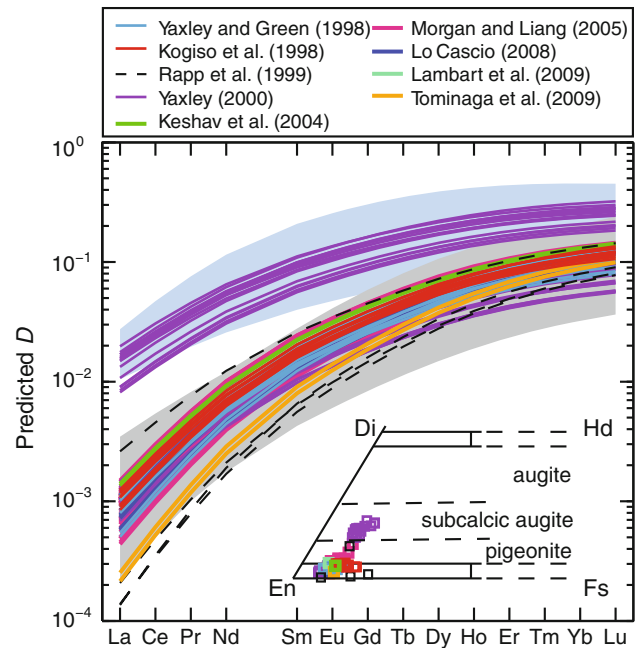 Yaxley and Green (1998)
Kogiso et al. (1998)
Rapp et al. (1999)
Yaxley (2000)
Keshav et al. (2004)
Morgan and Liang (2005)
Lo Cascio (2008)
Lambart et al. (2009)
Tominaga et al. (2009)
Predicted D
10^0
10^-1
10^-2
10^-3
10^-4
Di
Hd
augite
subcalcic augite
pigeonite
En
Fs
La Ce Pr Nd Sm Eu Gd Tb Dy Ho Er Tm Yb Lu